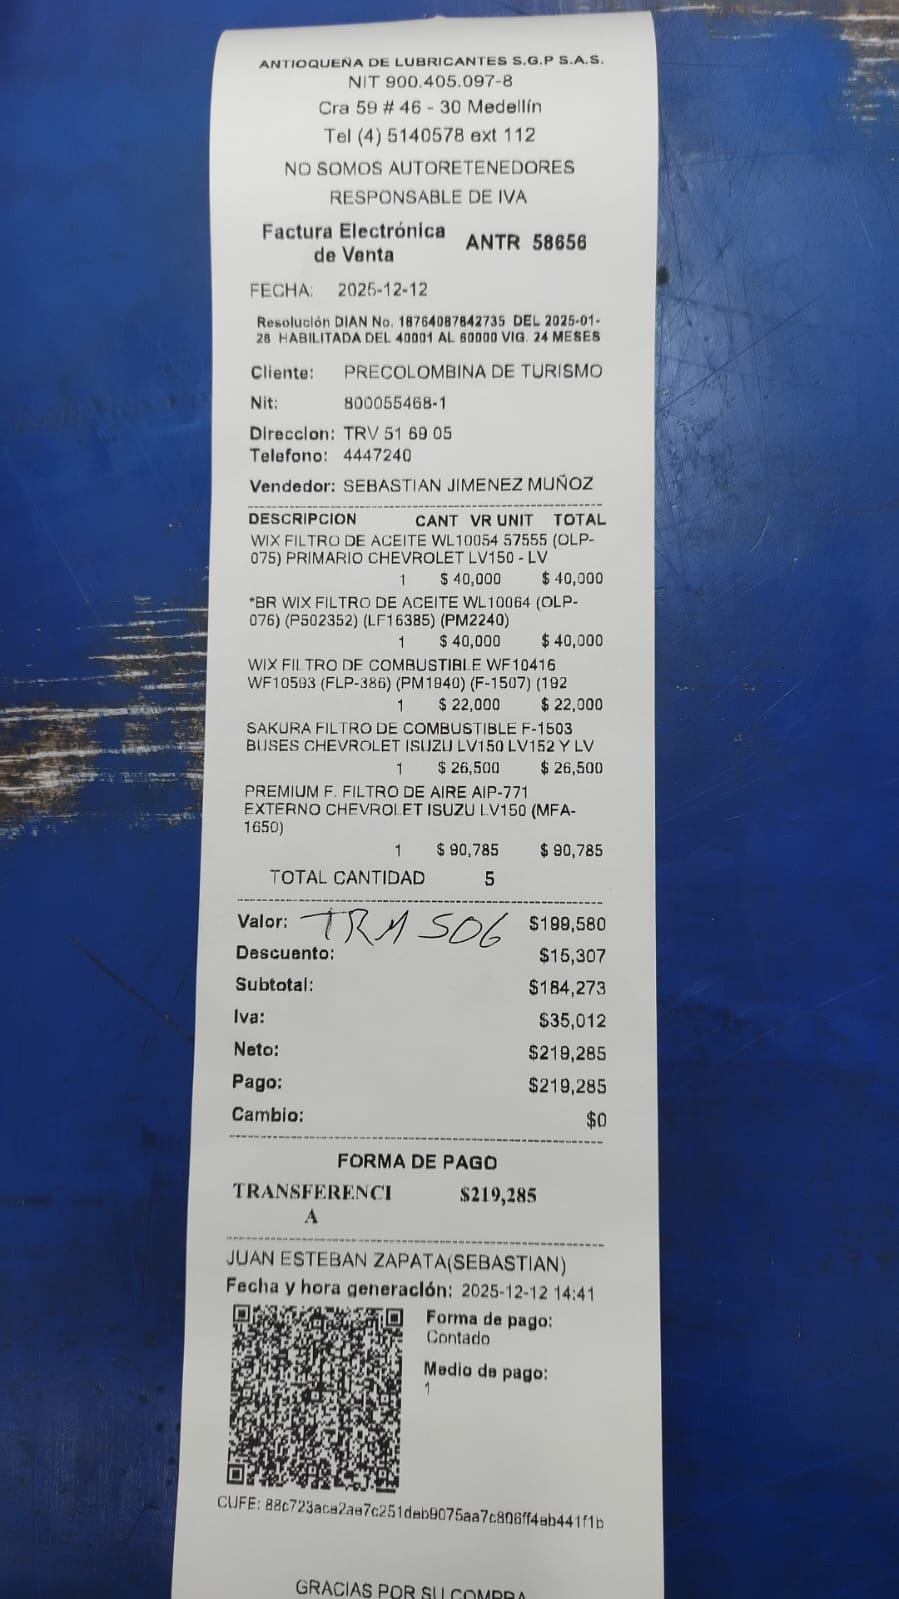 ANTIOQUEÑA DE LUBRICANTES S.G.P S.A.S.
NIT 900.405.097-8
Cra 59 # 46 - 30 Medellín
Tel (4) 5140578 ext 112
NO SOMOS AUTORETENEDORES
RESPONSABLE DE IVA
Factura Electrónica de Venta ANTR 58656
FECHA: 2025-12-12
Resolución DIAN No. 18764087842735 DEL 2025-01-
28 HABILITADA DEL 40001 AL 60000 VIG. 24 MESES
Cliente: PRECOLOMBINA DE TURISMO
Nit: 800055468-1
Direccion: TRV 51 69 05
Telefono: 4447240
Vendedor: SEBASTIAN JIMENEZ MUÑOZ
DESCRIPCION CANT VR UNIT TOTAL
WIX FILTRO DE ACEITE WL10054 57555 (OLP-
075) PRIMARIO CHEVROLET LV150 - LV
1 $ 40,000 $ 40,000
*BR WIX FILTRO DE ACEITE WL10064 (OLP-
076) (P502352) (LF16385) (PM2240)
1 $ 40,000 $ 40,000
WIX FILTRO DE COMBUSTIBLE WF10416
WF10593 (FLP-386) (PM1940) (F-1507) (192
1 $ 22,000 $ 22,000
SAKURA FILTRO DE COMBUSTIBLE F-1503
BUSES CHEVROLET ISUZU LV150 LV152 Y LV
1 $ 26,500 $ 26,500
PREMIUM F. FILTRO DE AIRE AIP-771
EXTERNO CHEVROLET ISUZU LV150 (MFA-
1650)
1 $ 90,785 $ 90,785
TOTAL CANTIDAD 5
Valor: $199,580
Descuento: $15,307
Subtotal: $184,273
Iva: $35,012
Neto: $219,285
Pago: $219,285
Cambio: $0
FORMA DE PAGO
TRANSFERENCI $219,285
A
JUAN ESTEBAN ZAPATA(SEBASTIAN)
Fecha y hora generación: 2025-12-12 14:41
Forma de pago:
Contado
Medio de pago:
1
CUFE:
GRACIAS POR SU COMPRA